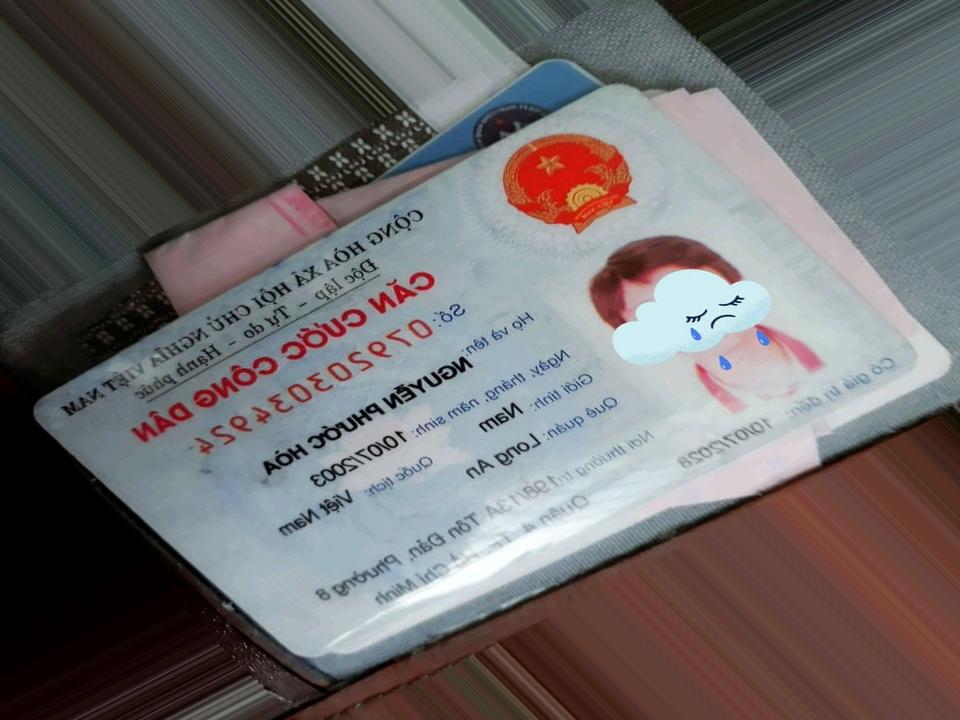 CỘNG HÒA XÃ HỘI CHỦ NGHĨA VIỆT NAM
Độc lập - Tự do - Hạnh phúc
CĂN CƯỚC CÔNG DÂN
Số: 079203034924
Họ và tên:
NGUYỄN PHƯỚC HÒA
Ngày, tháng, năm sinh: 10/07/2003
Giới tính: Nam Quốc tịch: Việt Nam
Quê quán: Long An
Nơi thường trú: 198/13A Tôn Đản, Phường 8
Quận 4, TP. Hồ Chí Minh
Có giá trị đến: 10/07/2028